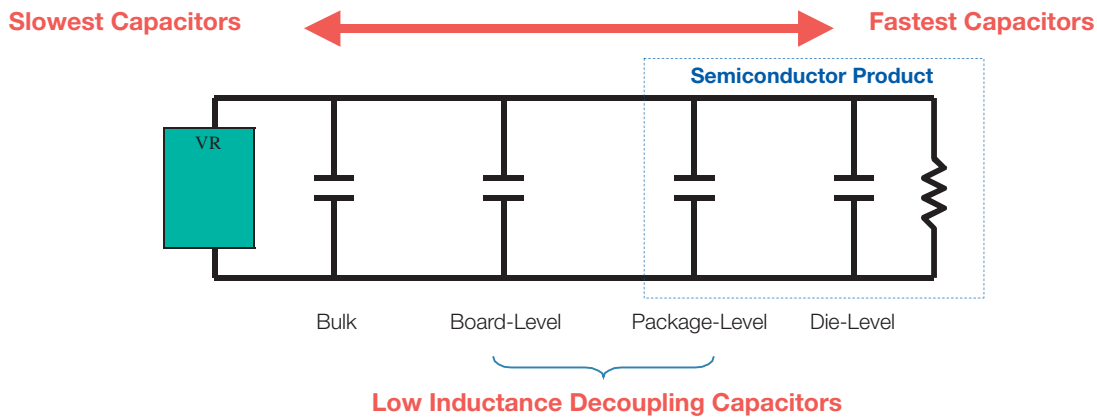 Slowest Capacitors
Fastest Capacitors
Semiconductor Product
VR
Bulk
Board-Level
Package-Level
Die-Level
Low Inductance Decoupling Capacitors